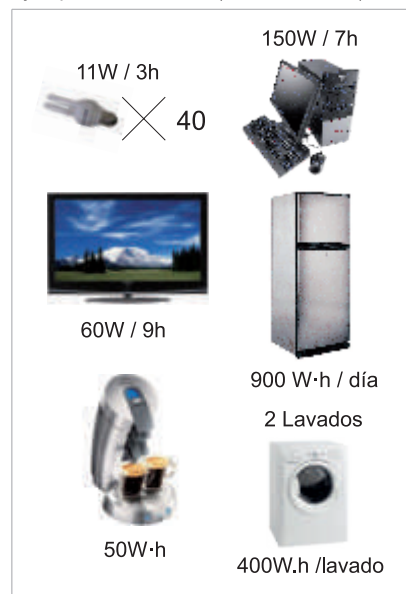 150W / 7h
11W / 3h
40
60W / 9h
900 W·h / día
2 Lavados
50W·h
400W.h /lavado